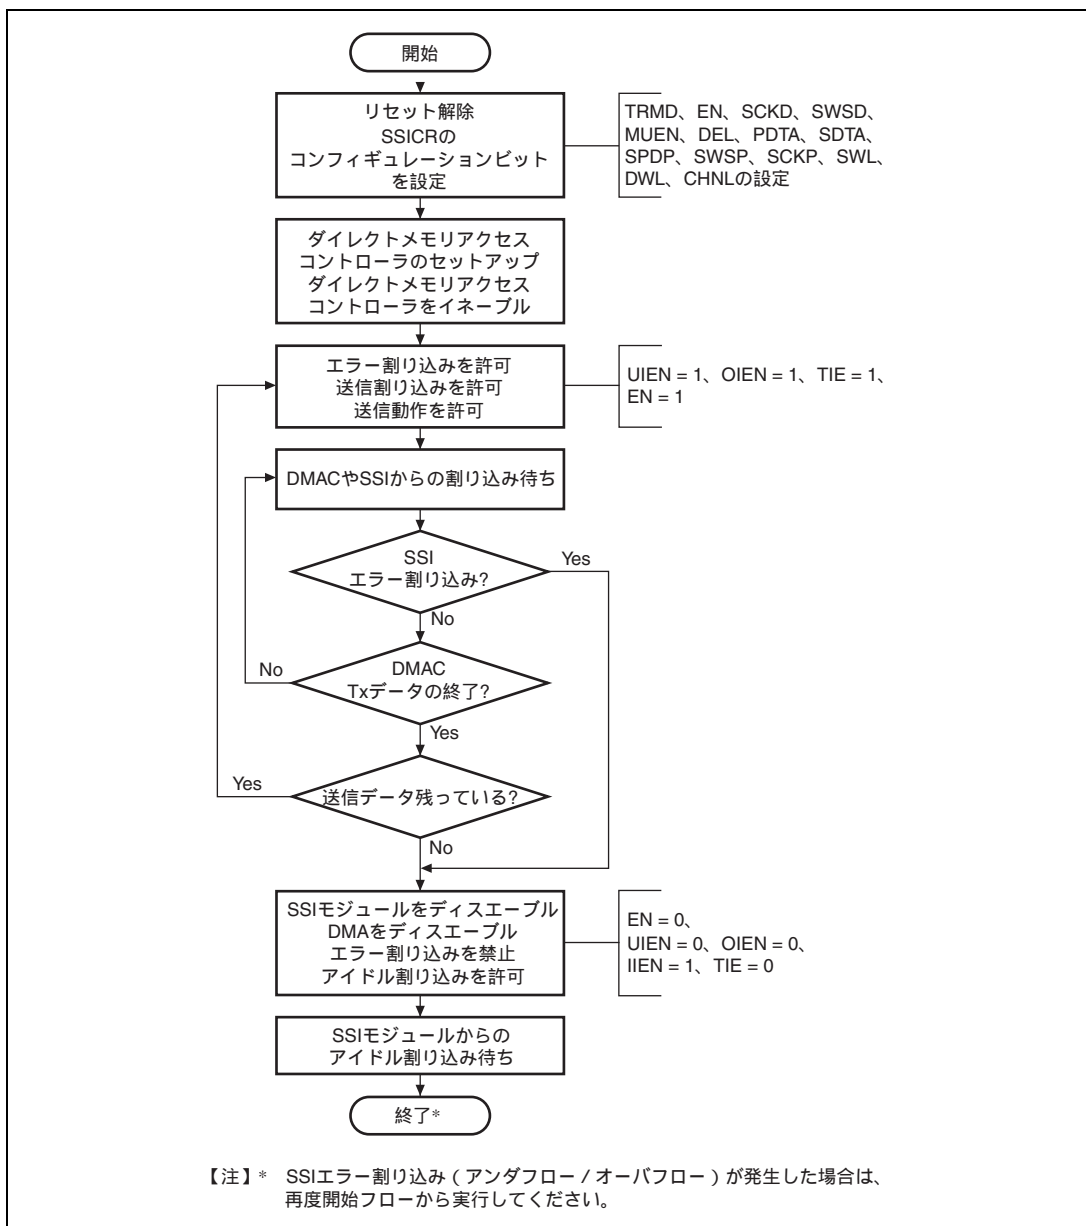 開始
リセット解除
SSICRの
コンフィギュレーションビット
を設定
TRMD、EN、SCKD、SWSD、
MUEN、DEL、PDTA、SDTA、
SPDP、SWSP、SCKP、SWL、
DWL、CHNLの設定
ダイレクトメモリアクセス
コントローラのセットアップ
ダイレクトメモリアクセス
コントローラをイネーブル
エラー割り込みを許可
送信割り込みを許可
送信動作を許可
UIEN = 1、OIEN = 1、TIE = 1、
EN = 1
DMACやSSIからの割り込み待ち
SSI
エラー割り込み?
Yes
No
DMAC
Txデータの終了?
No
Yes
送信データ残っている?
Yes
No
SSIモジュールをディスエーブル
DMAをディスエーブル
エラー割り込みを禁止
アイドル割り込みを許可
EN = 0、
UIEN = 0、OIEN = 0、
IIEN = 1、TIE = 0
SSIモジュールからの
アイドル割り込み待ち
終了*
【注】* SSIエラー割り込み（アンダフロー / オーバフロー）が発生した場合は、
再度開始フローから実行してください。